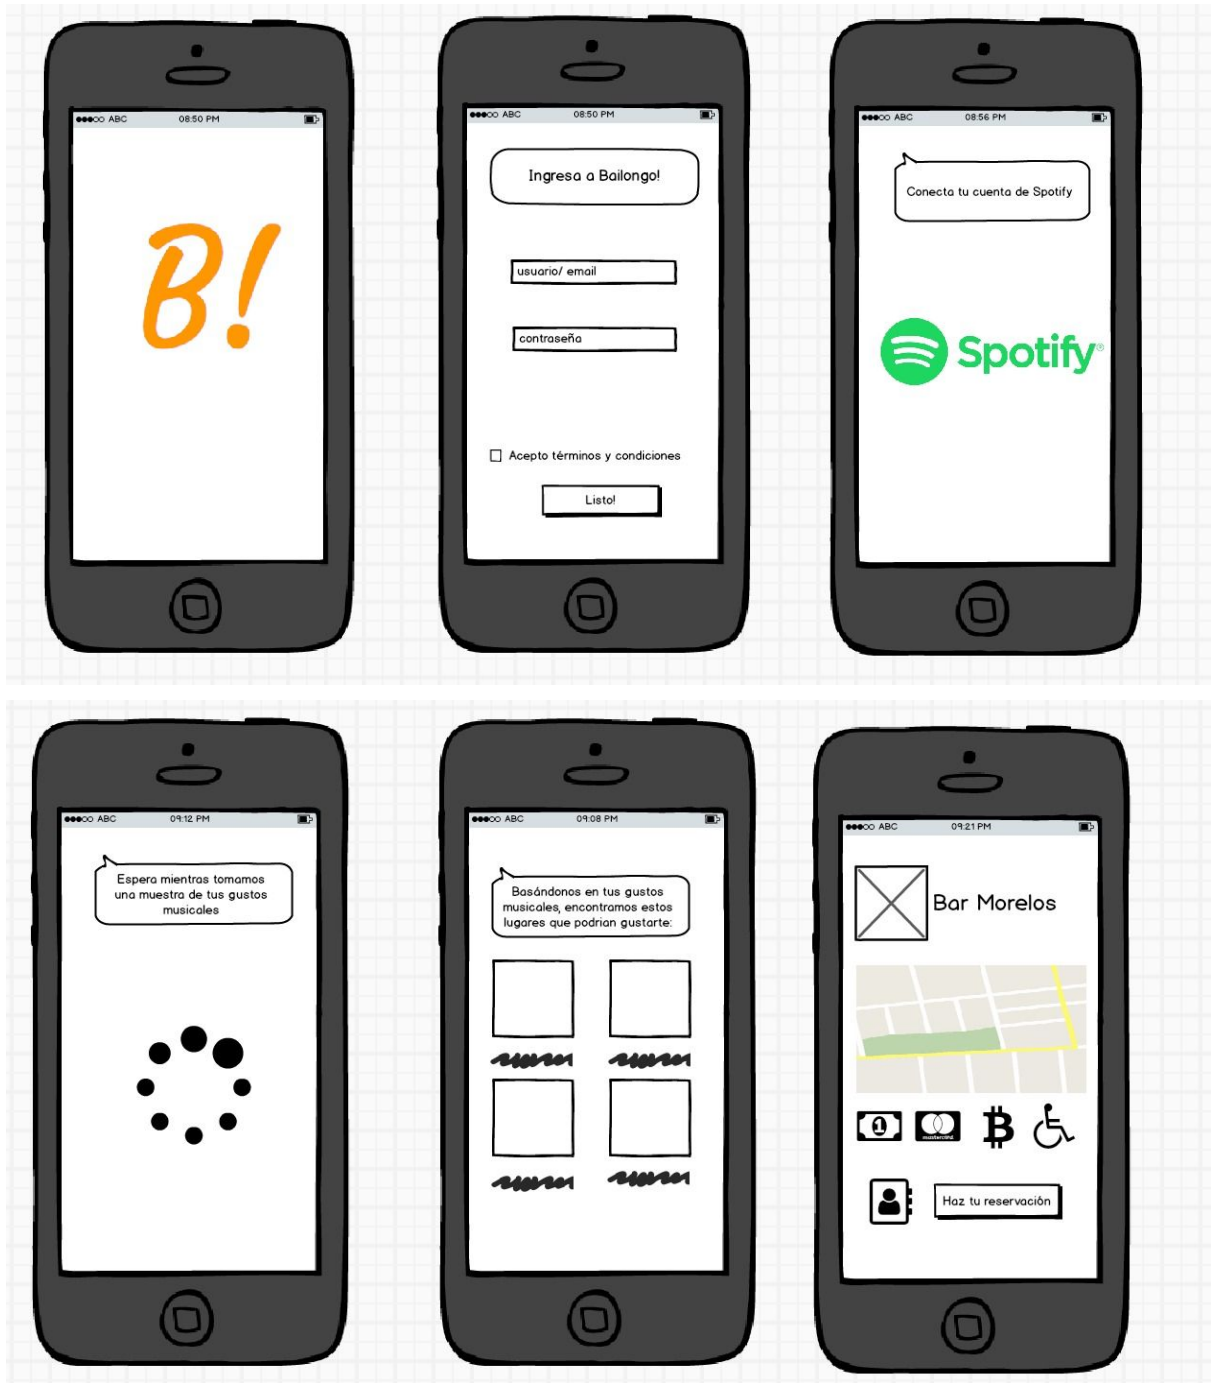 ABC 08:50 PM
B!
ABC 08:50 PM
Ingresa a Bailongo!
usuario/ email
contraseña
Acepto términos y condiciones
Listo!
ABC 08:56 PM
Conecta tu cuenta de Spotify
Spotify®
ABC 09:12 PM
Espera mientras tomamos
una muestra de tus gustos
musicales
ABC 09:08 PM
Basándonos en tus gustos
musicales, encontramos estos
lugares que podrian gustarte:
ABC 09:21 PM
Bar Morelos
1
mastercard
Haz tu reservación